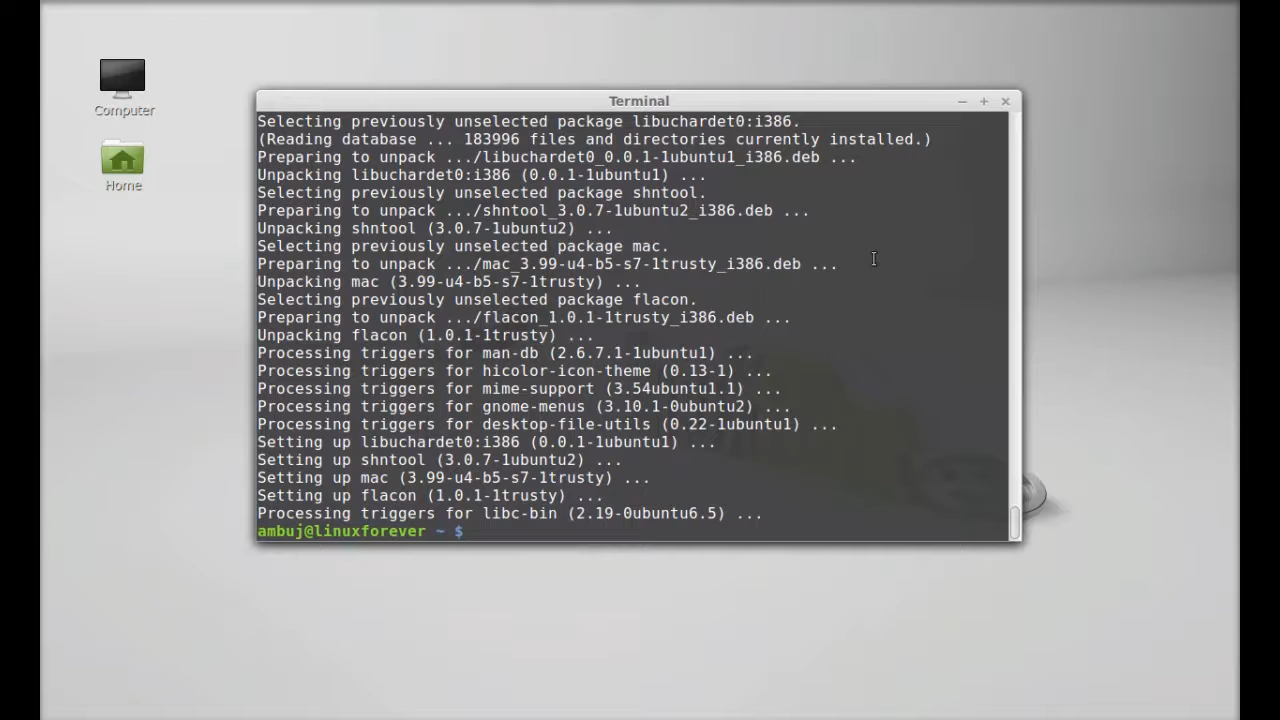 Computer
Home
Terminal
Selecting previously unselected package libuchardet0:i386.
(Reading database ... 183996 files and directories currently installed.)
Preparing to unpack .../libuchardet0_0.0.1-1ubuntu1_i386.deb ...
Unpacking libuchardet0:i386 (0.0.1-1ubuntu1) ...
Selecting previously unselected package shntool.
Preparing to unpack .../shntool_3.0.7-1ubuntu2_i386.deb ...
Unpacking shntool (3.0.7-1ubuntu2) ...
Selecting previously unselected package mac.
Preparing to unpack .../mac_3.99-u4-b5-s7-1trusty_i386.deb ...
Unpacking mac (3.99-u4-b5-s7-1trusty) ...
Selecting previously unselected package flacon.
Preparing to unpack .../flacon_1.0.1-1trusty_i386.deb ...
Unpacking flacon (1.0.1-1trusty) ...
Processing triggers for man-db (2.6.7.1-1ubuntu1) ...
Processing triggers for hicolor-icon-theme (0.13-1) ...
Processing triggers for mime-support (3.54ubuntu1.1) ...
Processing triggers for gnome-menus (3.10.1-0ubuntu2) ...
Processing triggers for desktop-file-utils (0.22-1ubuntu1) ...
Setting up libuchardet0:i386 (0.0.1-1ubuntu1) ...
Setting up shntool (3.0.7-1ubuntu2) ...
Setting up mac (3.99-u4-b5-s7-1trusty) ...
Setting up flacon (1.0.1-1trusty) ...
Processing triggers for libc-bin (2.19-0ubuntu6.5) ...
ambuj@linuxforever ~ $